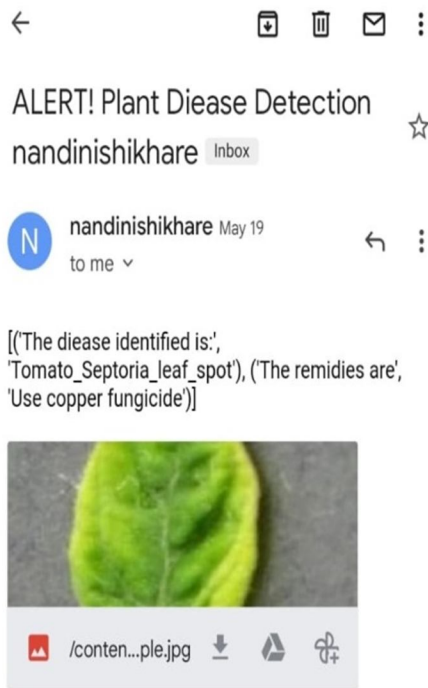 ALERT! Plant Diease Detection
nandinishikhare Inbox
N
nandinishikhare May 19
to me
[('The diease identified is:',
'Tomato_Septoria_leaf_spot'), ('The remidies are',
'Use copper fungicide')]
/conten...ple.jpg